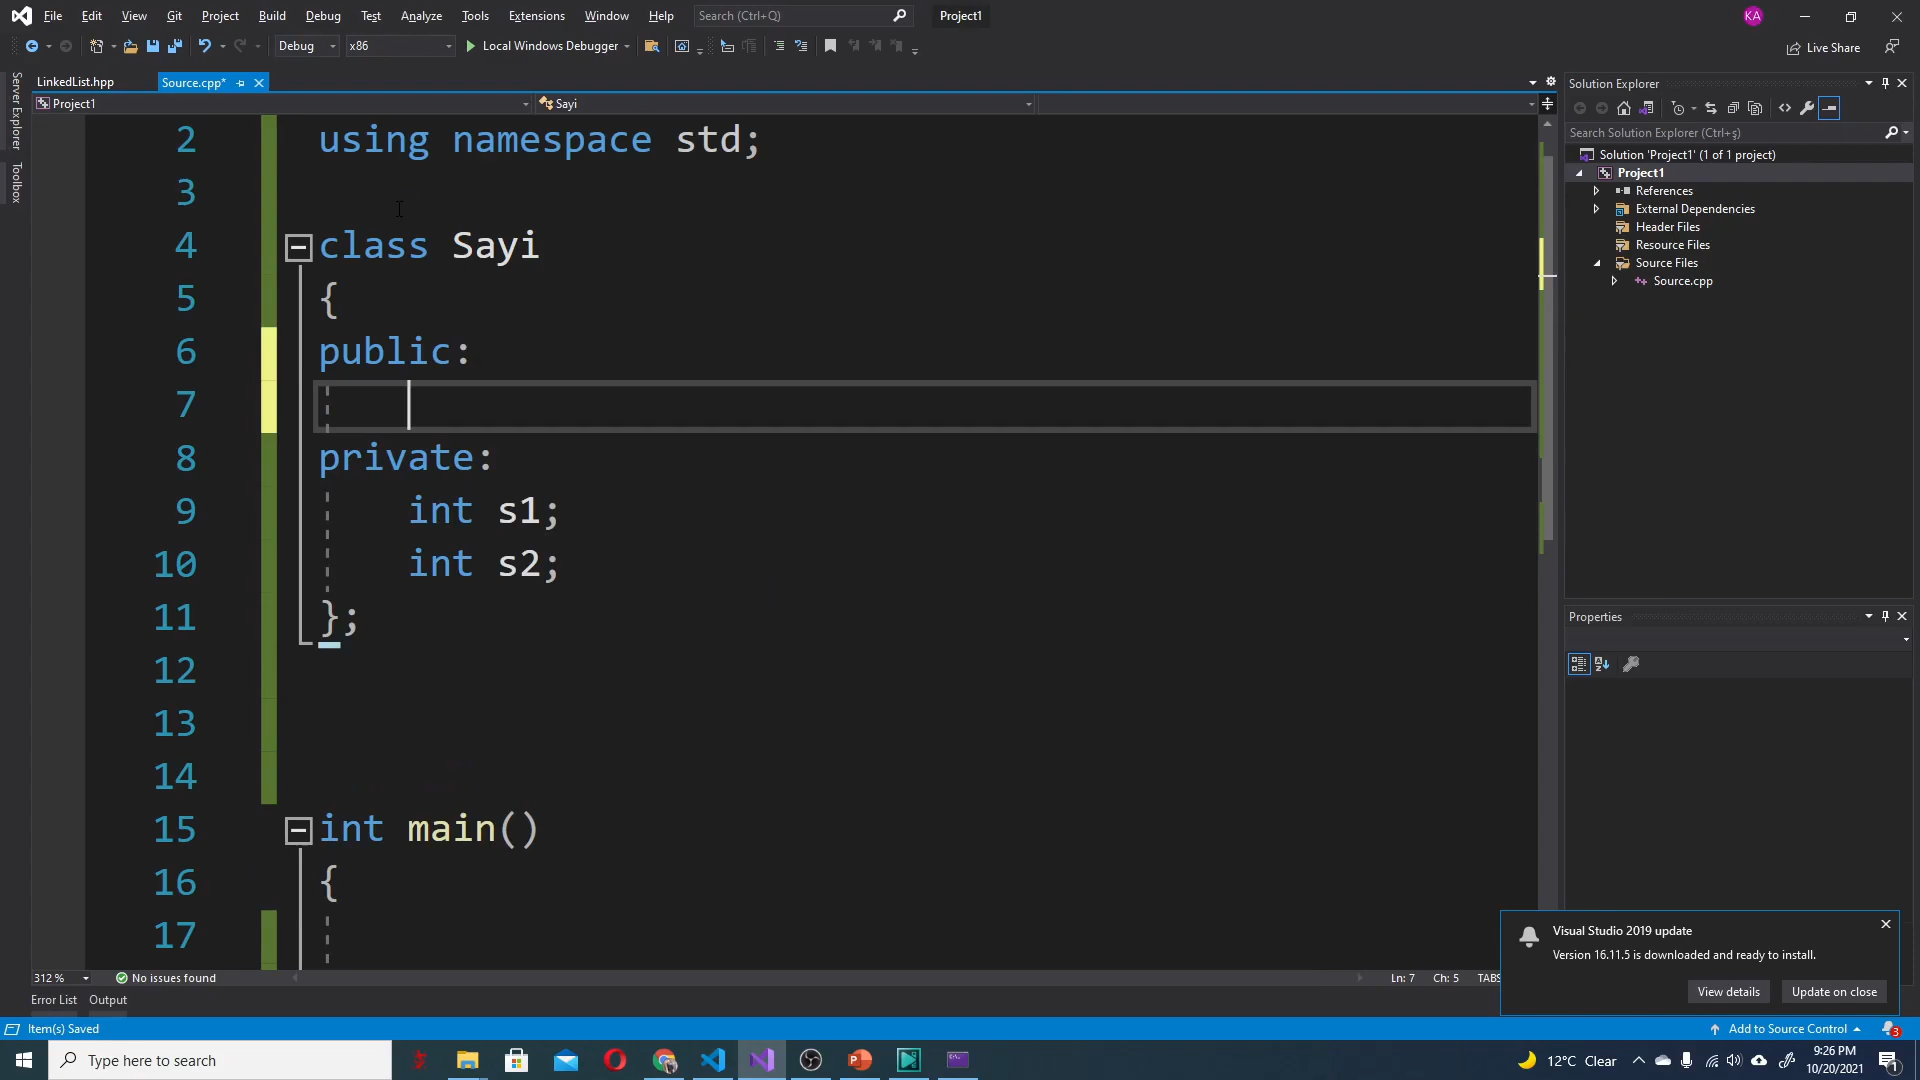 File Edit View Git Project Build Debug Test Analyze Tools Extensions Window Help Search (Ctrl+Q) Project1 KA
Debug x86 Local Windows Debugger Live Share
LinkedList.hpp Source.cpp*
Project1 Sayi
Server Explorer
Toolbox
2 using namespace std;
3
4 class Sayi
5 {
6 public:
7
8 private:
9 int s1;
10 int s2;
11 };
12
13
14
15 int main()
16 {
17
312 % No issues found Ln: 7 Ch: 5 TABS
Error List Output
Solution Explorer
Search Solution Explorer (Ctrl+ş)
Solution 'Project1' (1 of 1 project)
Project1
References
External Dependencies
Header Files
Resource Files
Source Files
Source.cpp
Properties
Visual Studio 2019 update
Version 16.11.5 is downloaded and ready to install.
View details Update on close
Item(s) Saved Add to Source Control 3
Type here to search 12°C Clear 9:26 PM
10/20/2021 1